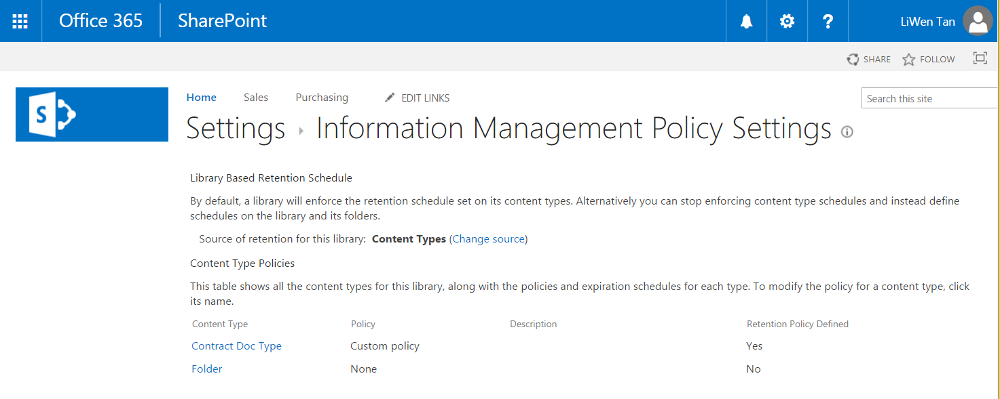 Office 365 SharePoint ? LiWen Tan
SHARE FOLLOW
S
Home Sales Purchasing EDIT LINKS Search this site
Settings Information Management Policy Settings
Library Based Retention Schedule
By default, a library will enforce the retention schedule set on its content types. Alternatively you can stop enforcing content type schedules and instead define
schedules on the library and its folders.
Source of retention for this library: Content Types (Change source)
Content Type Policies
This table shows all the content types for this library, along with the policies and expiration schedules for each type. To modify the policy for a content type, click
its name.
Content Type Policy Description Retention Policy Defined
Contract Doc Type Custom policy Yes
Folder None No